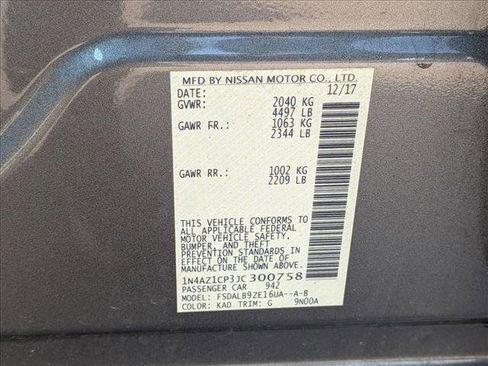 MFD BY NISSAN MOTOR CO., LTD.
DATE: 12/17
GVWR: 2040 KG
4497 LB
GAWR FR.: 1063 KG
2344 LB
GAWR RR.: 1002 KG
2209 LB
THIS VEHICLE CONFORMS TO
ALL APPLICABLE FEDERAL
MOTOR VEHICLE SAFETY,
BUMPER, AND THEFT
PREVENTION STANDARDS
IN EFFECT ON THE DATE OF
MANUFACTURE SHOWN ABOVE.
1N4AZ1CP3JC300758
PASSENGER CAR 942
MODEL: FSDALB9ZE16UA--A-B
COLOR: KAD TRIM: G 9N00A